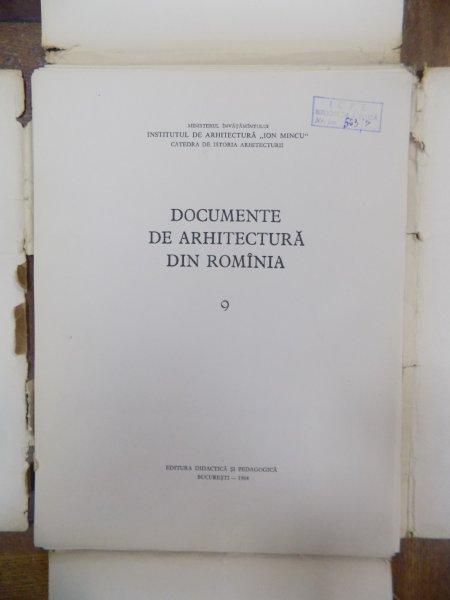 MINISTERUL ÎNVĂȚĂMÎNTULUI
INSTITUTUL DE ARHITECTURĂ „ION MINCU”
CATEDRA DE ISTORIA ARHITECTURII
DOCUMENTE
DE ARHITECTURĂ
DIN ROMÎNIA
9
EDITURA DIDACTICĂ ȘI PEDAGOGICĂ
BUCUREȘTI — 1964